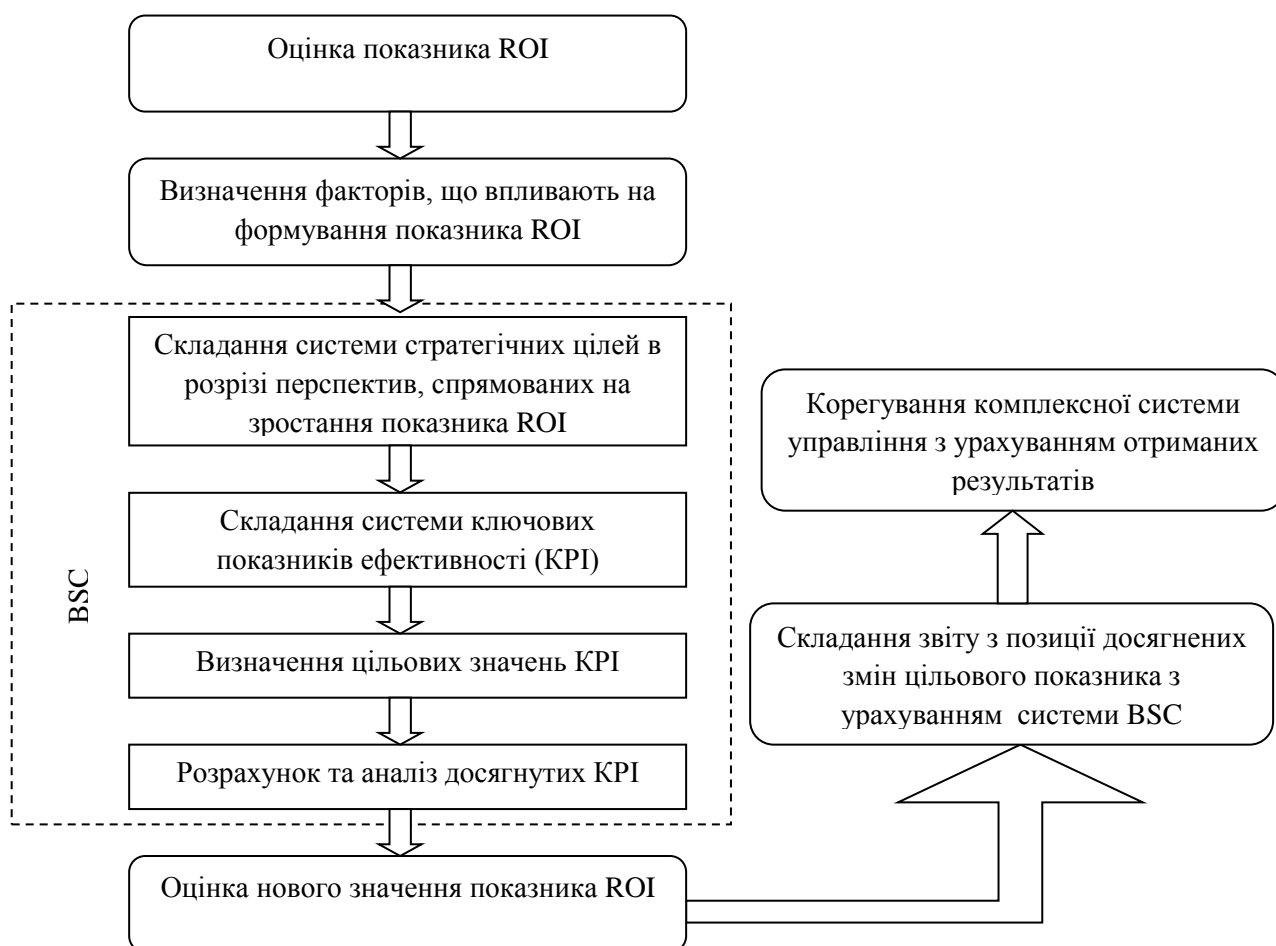 Оцінка показника ROI
Визначення факторів, що впливають на
формування показника ROI
Складання системи стратегічних цілей в
розрізі перспектив, спрямованих на
зростання показника ROI
Складання системи ключових
показників ефективності (KPI)
BSC
Визначення цільових значень KPI
Розрахунок та аналіз досягнутих KPI
Оцінка нового значення показника ROI
Корегування комплексної системи
управління з урахуванням отриманих
результатів
Складання звіту з позиції досягнених
змін цільового показника з
урахуванням системи BSC